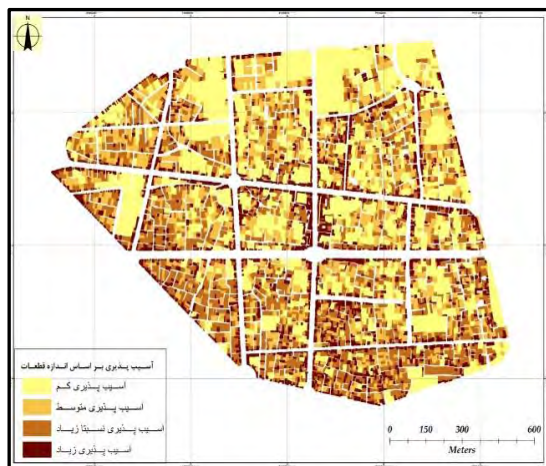 N
آسیب پذیری بر اساس اندازه قطعات
آسیب پذیری کم
آسیب پذیری متوسط
آسیب پذیری نسبتا زیاد
آسیب پذیری زیاد
0 150 300 600
Meters